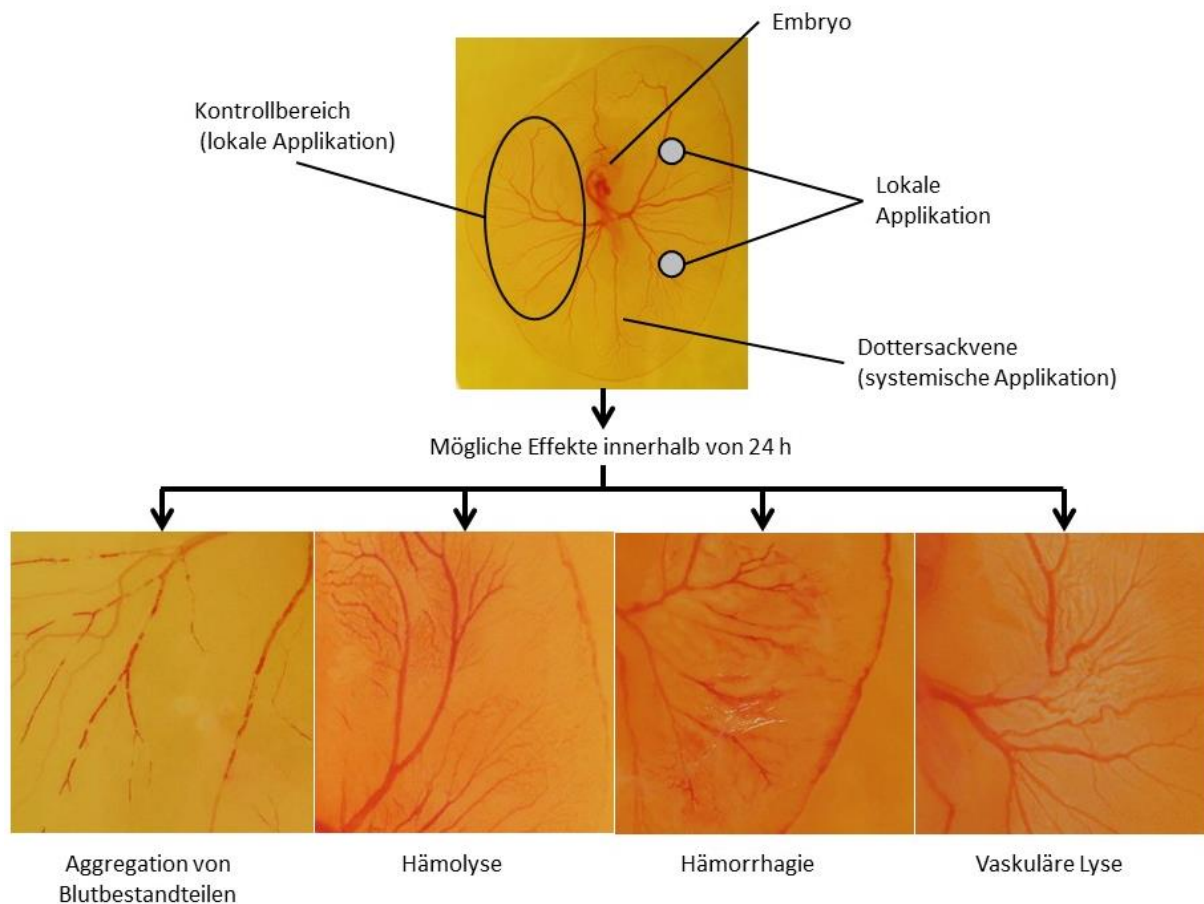 Embryo
Kontrollbereich
(lokale Applikation)
Lokale
Applikation
Dottersackvene
(systemische Applikation)
Mögliche Effekte innerhalb von 24 h
Aggregation von
Blutbestandteilen
Hämolyse
Hämorrhagie
Vaskuläre Lyse